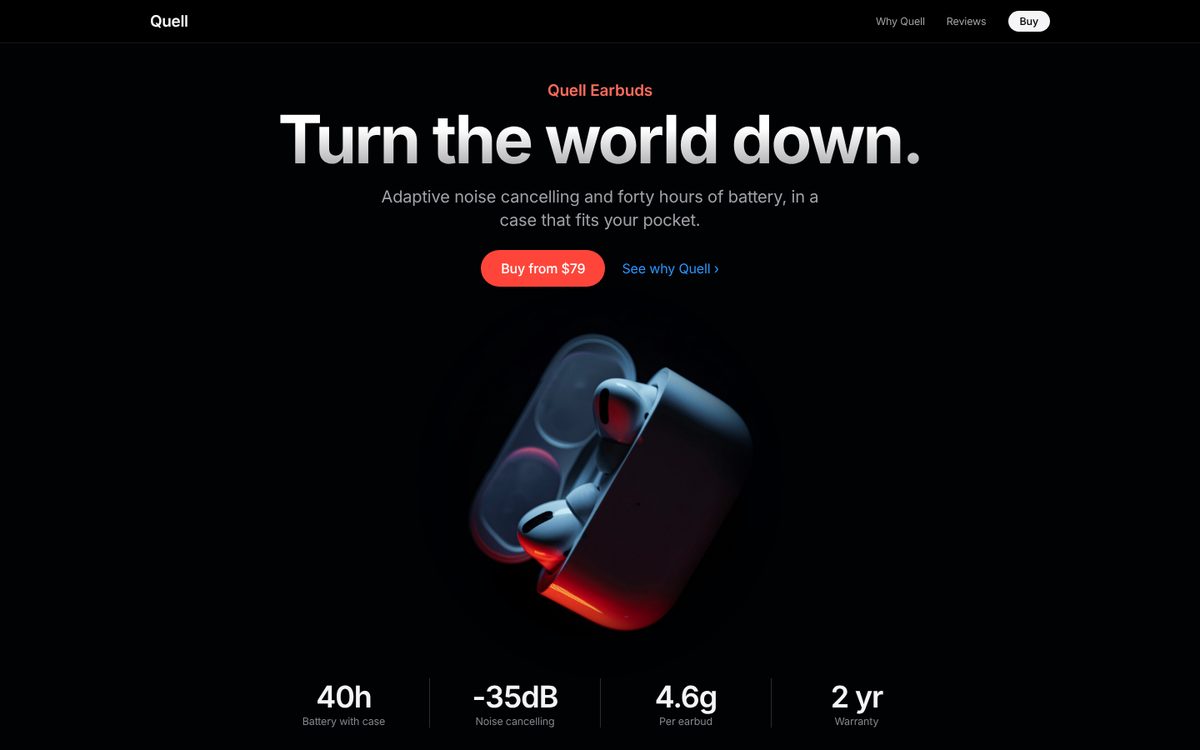 Quell
Why Quell
Reviews
Buy
Quell Earbuds
Turn the world down.
Adaptive noise cancelling and forty hours of battery, in a
case that fits your pocket.
Buy from $79
See why Quell ›
40h
-35dB
4.6g
2 yr
Battery with case
Noise cancelling
Per earbud
Warranty